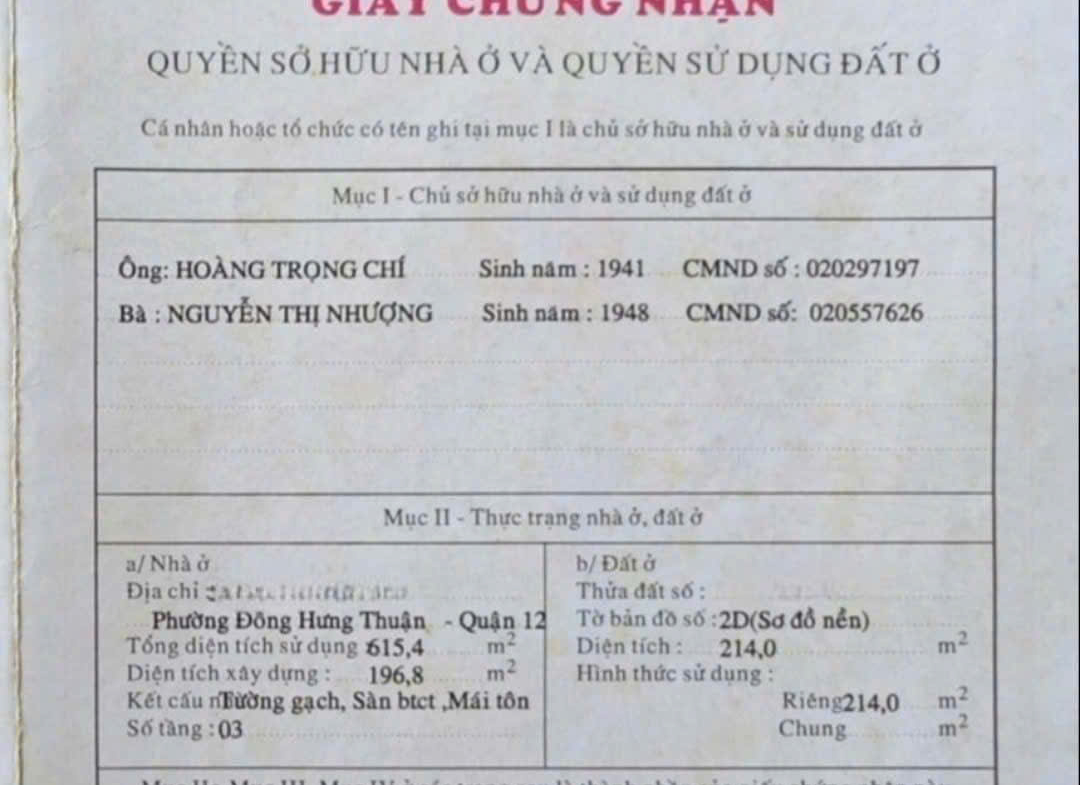 GIẤY CHỨNG NHẬN
QUYỀN SỞ HỮU NHÀ Ở VÀ QUYỀN SỬ DỤNG ĐẤT Ở
Cá nhân hoặc tổ chức có tên ghi tại mục I là chủ sở hữu nhà ở và sử dụng đất ở
Mục I - Chủ sở hữu nhà ở và sử dụng đất ở
Ông: HOÀNG TRỌNG CHÍ Sinh năm : 1941 CMND số : 020297197
Bà : NGUYỄN THỊ NHƯỢNG Sinh năm : 1948 CMND số: 020557626
Mục II - Thực trạng nhà ở, đất ở
a/ Nhà ở
Địa chỉ :
Phường Đông Hưng Thuận - Quận 12
Tổng diện tích sử dụng : 615,4 m²
Diện tích xây dựng : 196,8 m²
Kết cấu nhà Tường gạch, Sàn btct ,Mái tôn
Số tầng : 03
b/ Đất ở
Thửa đất số :
Tờ bản đồ số :2D(Sơ đồ nền)
Diện tích : 214,0 m²
Hình thức sử dụng :
Riêng 214,0 m²
Chung m²